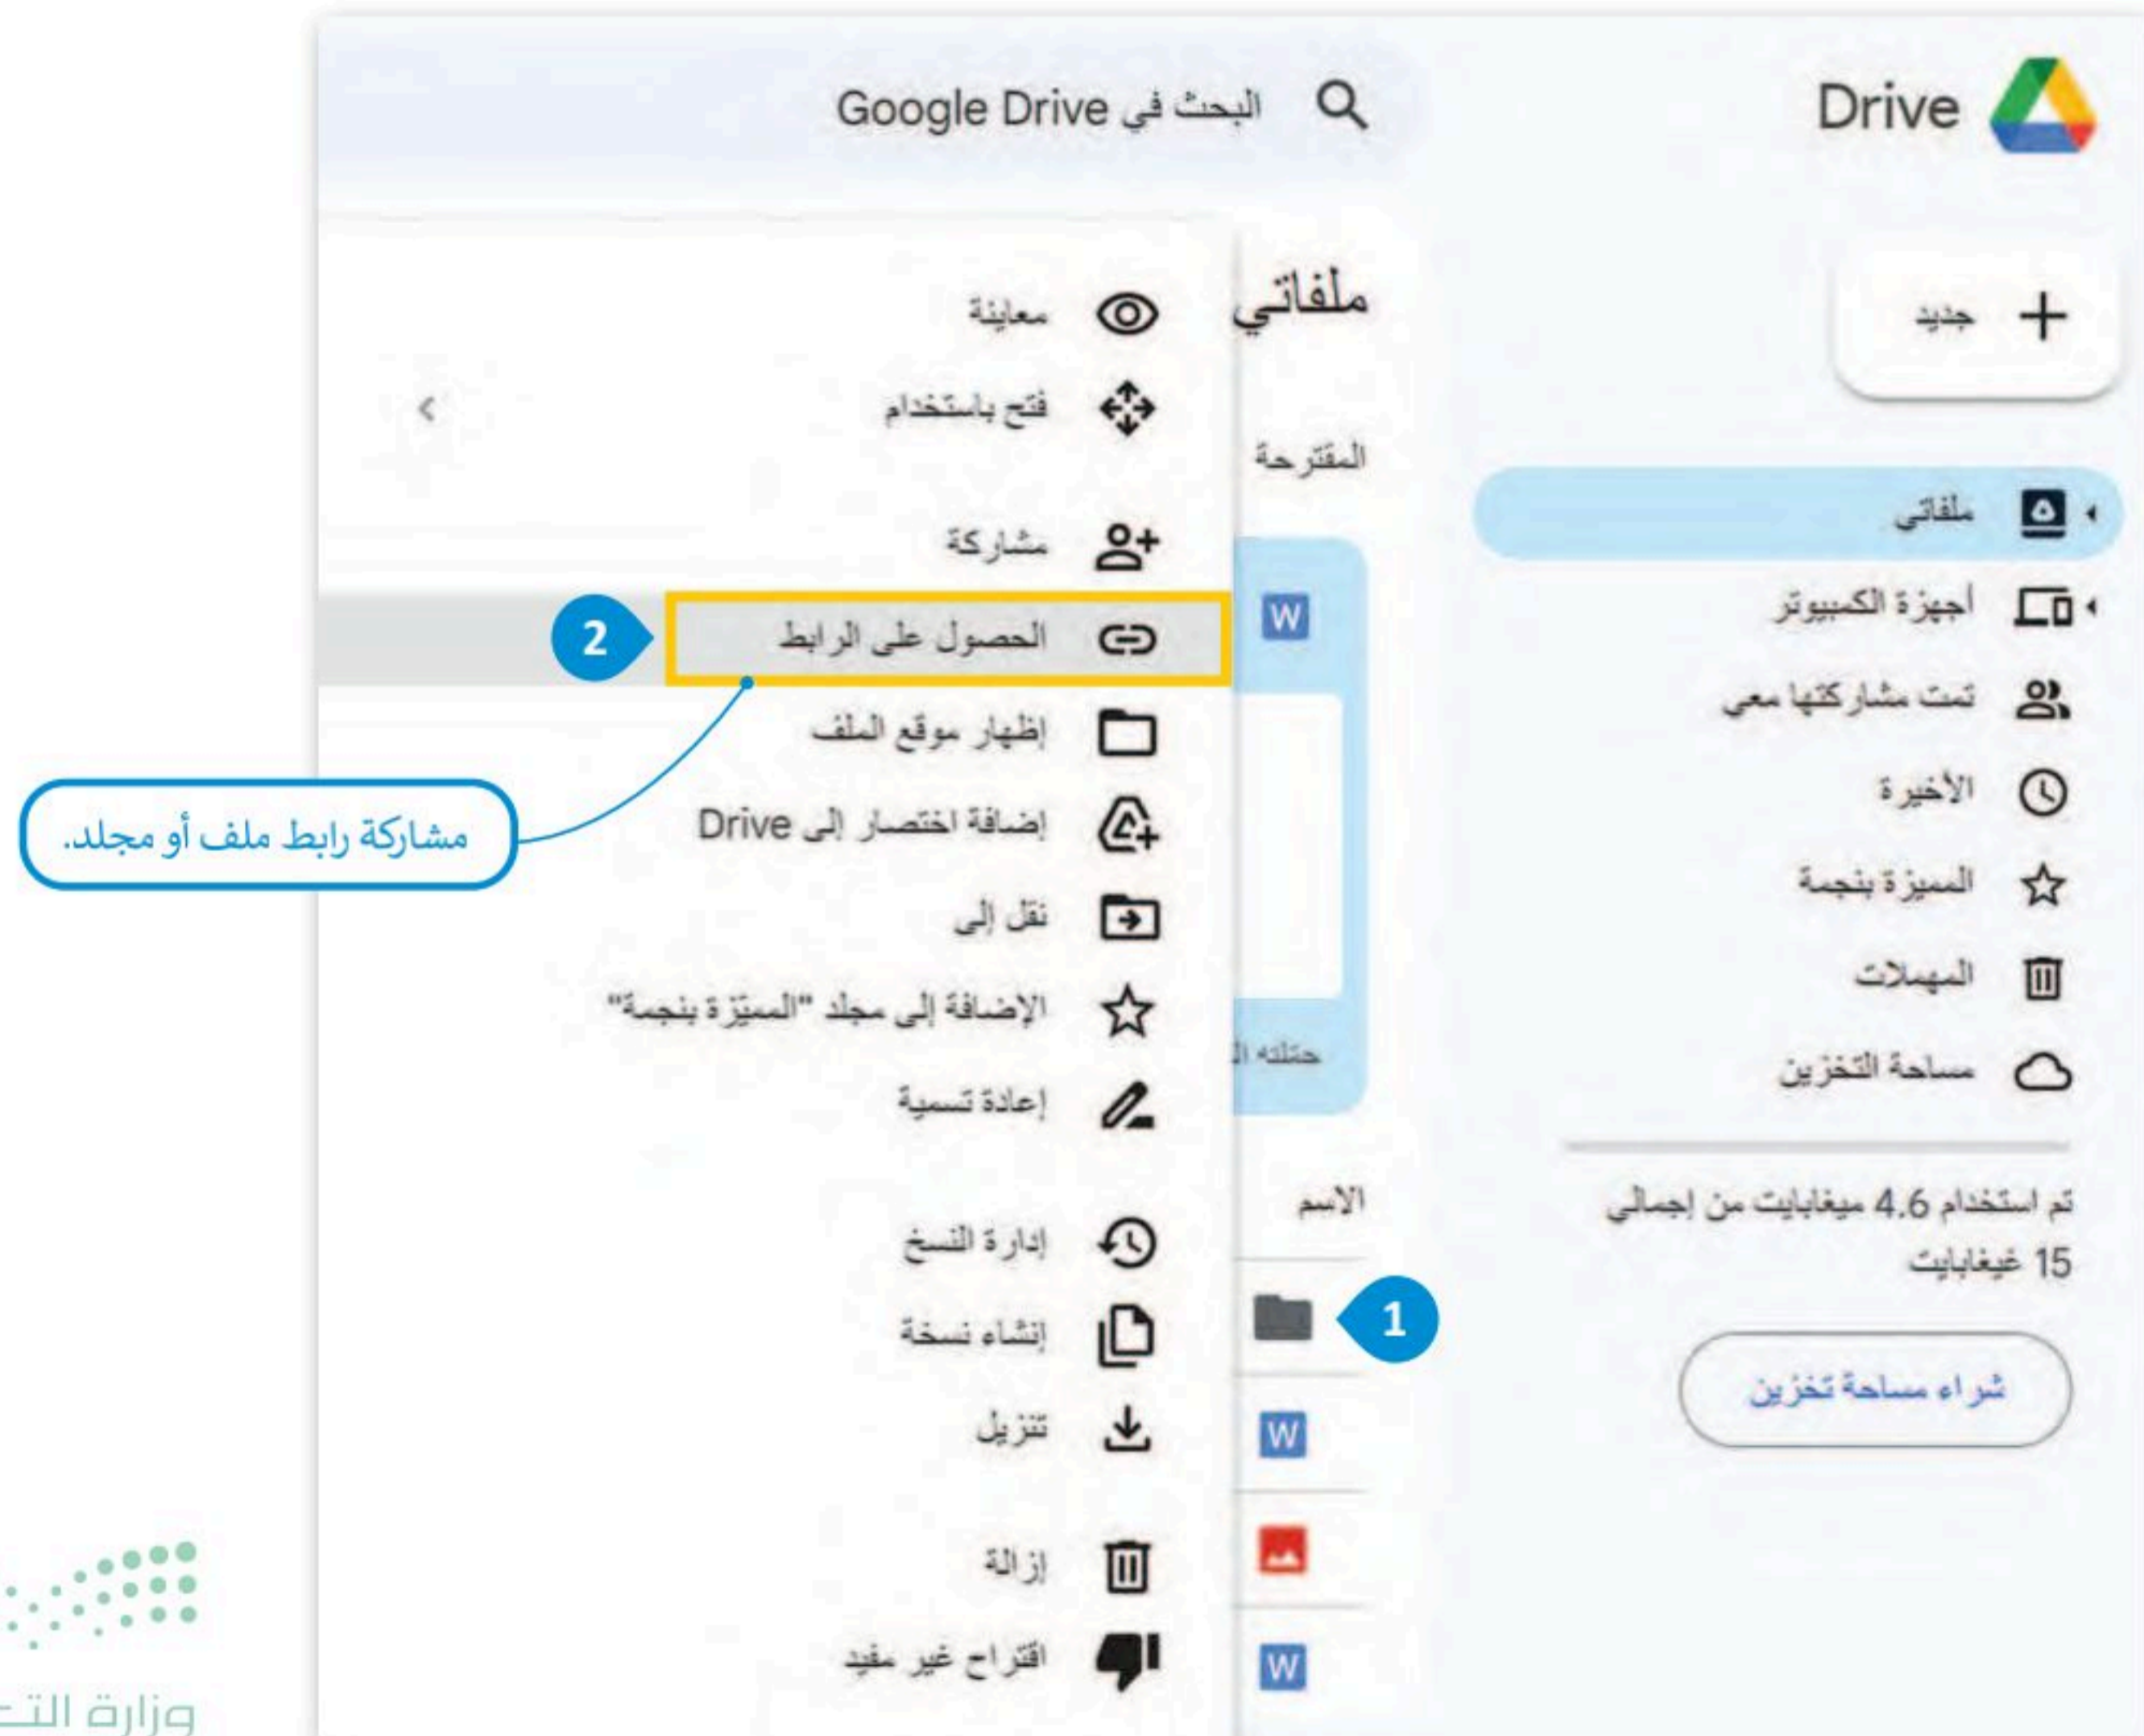 Drive
البحث في Google Drive
جديد
ملفاتي
أجهزة الكمبيوتر
تمت مشاركتها معي
الأخيرة
المميزة بنجمة
المهملات
مساحة التخزين
تم استخدام 4.6 ميغابايت من إجمالي
15 غيغابايت
شراء مساحة تخزين
ملفاتي
المقترحة
W
الاسم
1
W
W
معاينة
فتح باستخدام
مشاركة
الحصول على الرابط
2
إظهار موقع الملف
إضافة اختصار إلى Drive
نقل إلى
الإضافة إلى مجلد "المميّزة بنجمة"
إعادة تسمية
إدارة النسخ
إنشاء نسخة
تنزيل
إزالة
اقتراح غير مفيد
مشاركة رابط ملف أو مجلد.
وزارة